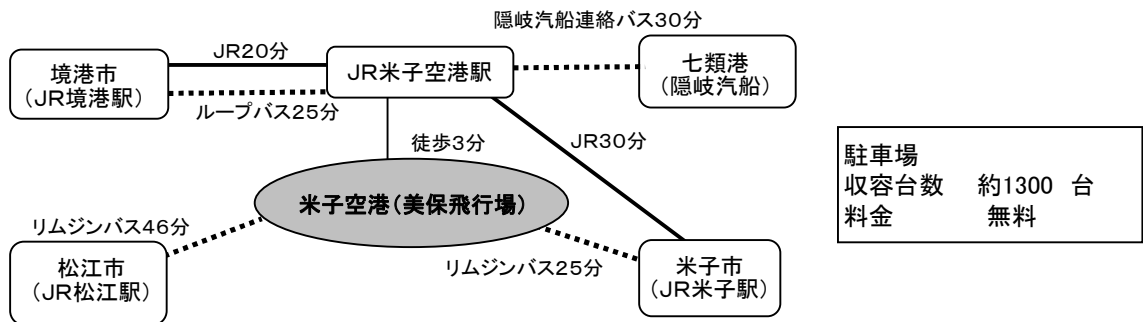 隠岐汽船連絡バス30分
JR20分
境港市
(JR境港駅)
JR米子空港駅
七類港
(隠岐汽船)
ループバス25分
徒歩3分
JR30分
駐車場
収容台数 約1300 台
料金 無料
米子空港(美保飛行場)
リムジンバス46分
リムジンバス25分
松江市
(JR松江駅)
米子市
(JR米子駅)